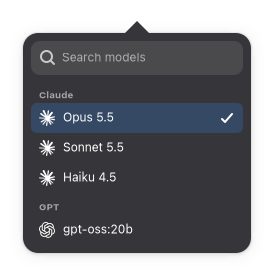 Search models
Claude
Opus 5.5
Sonnet 5.5
Haiku 4.5
GPT
gpt-oss:20b